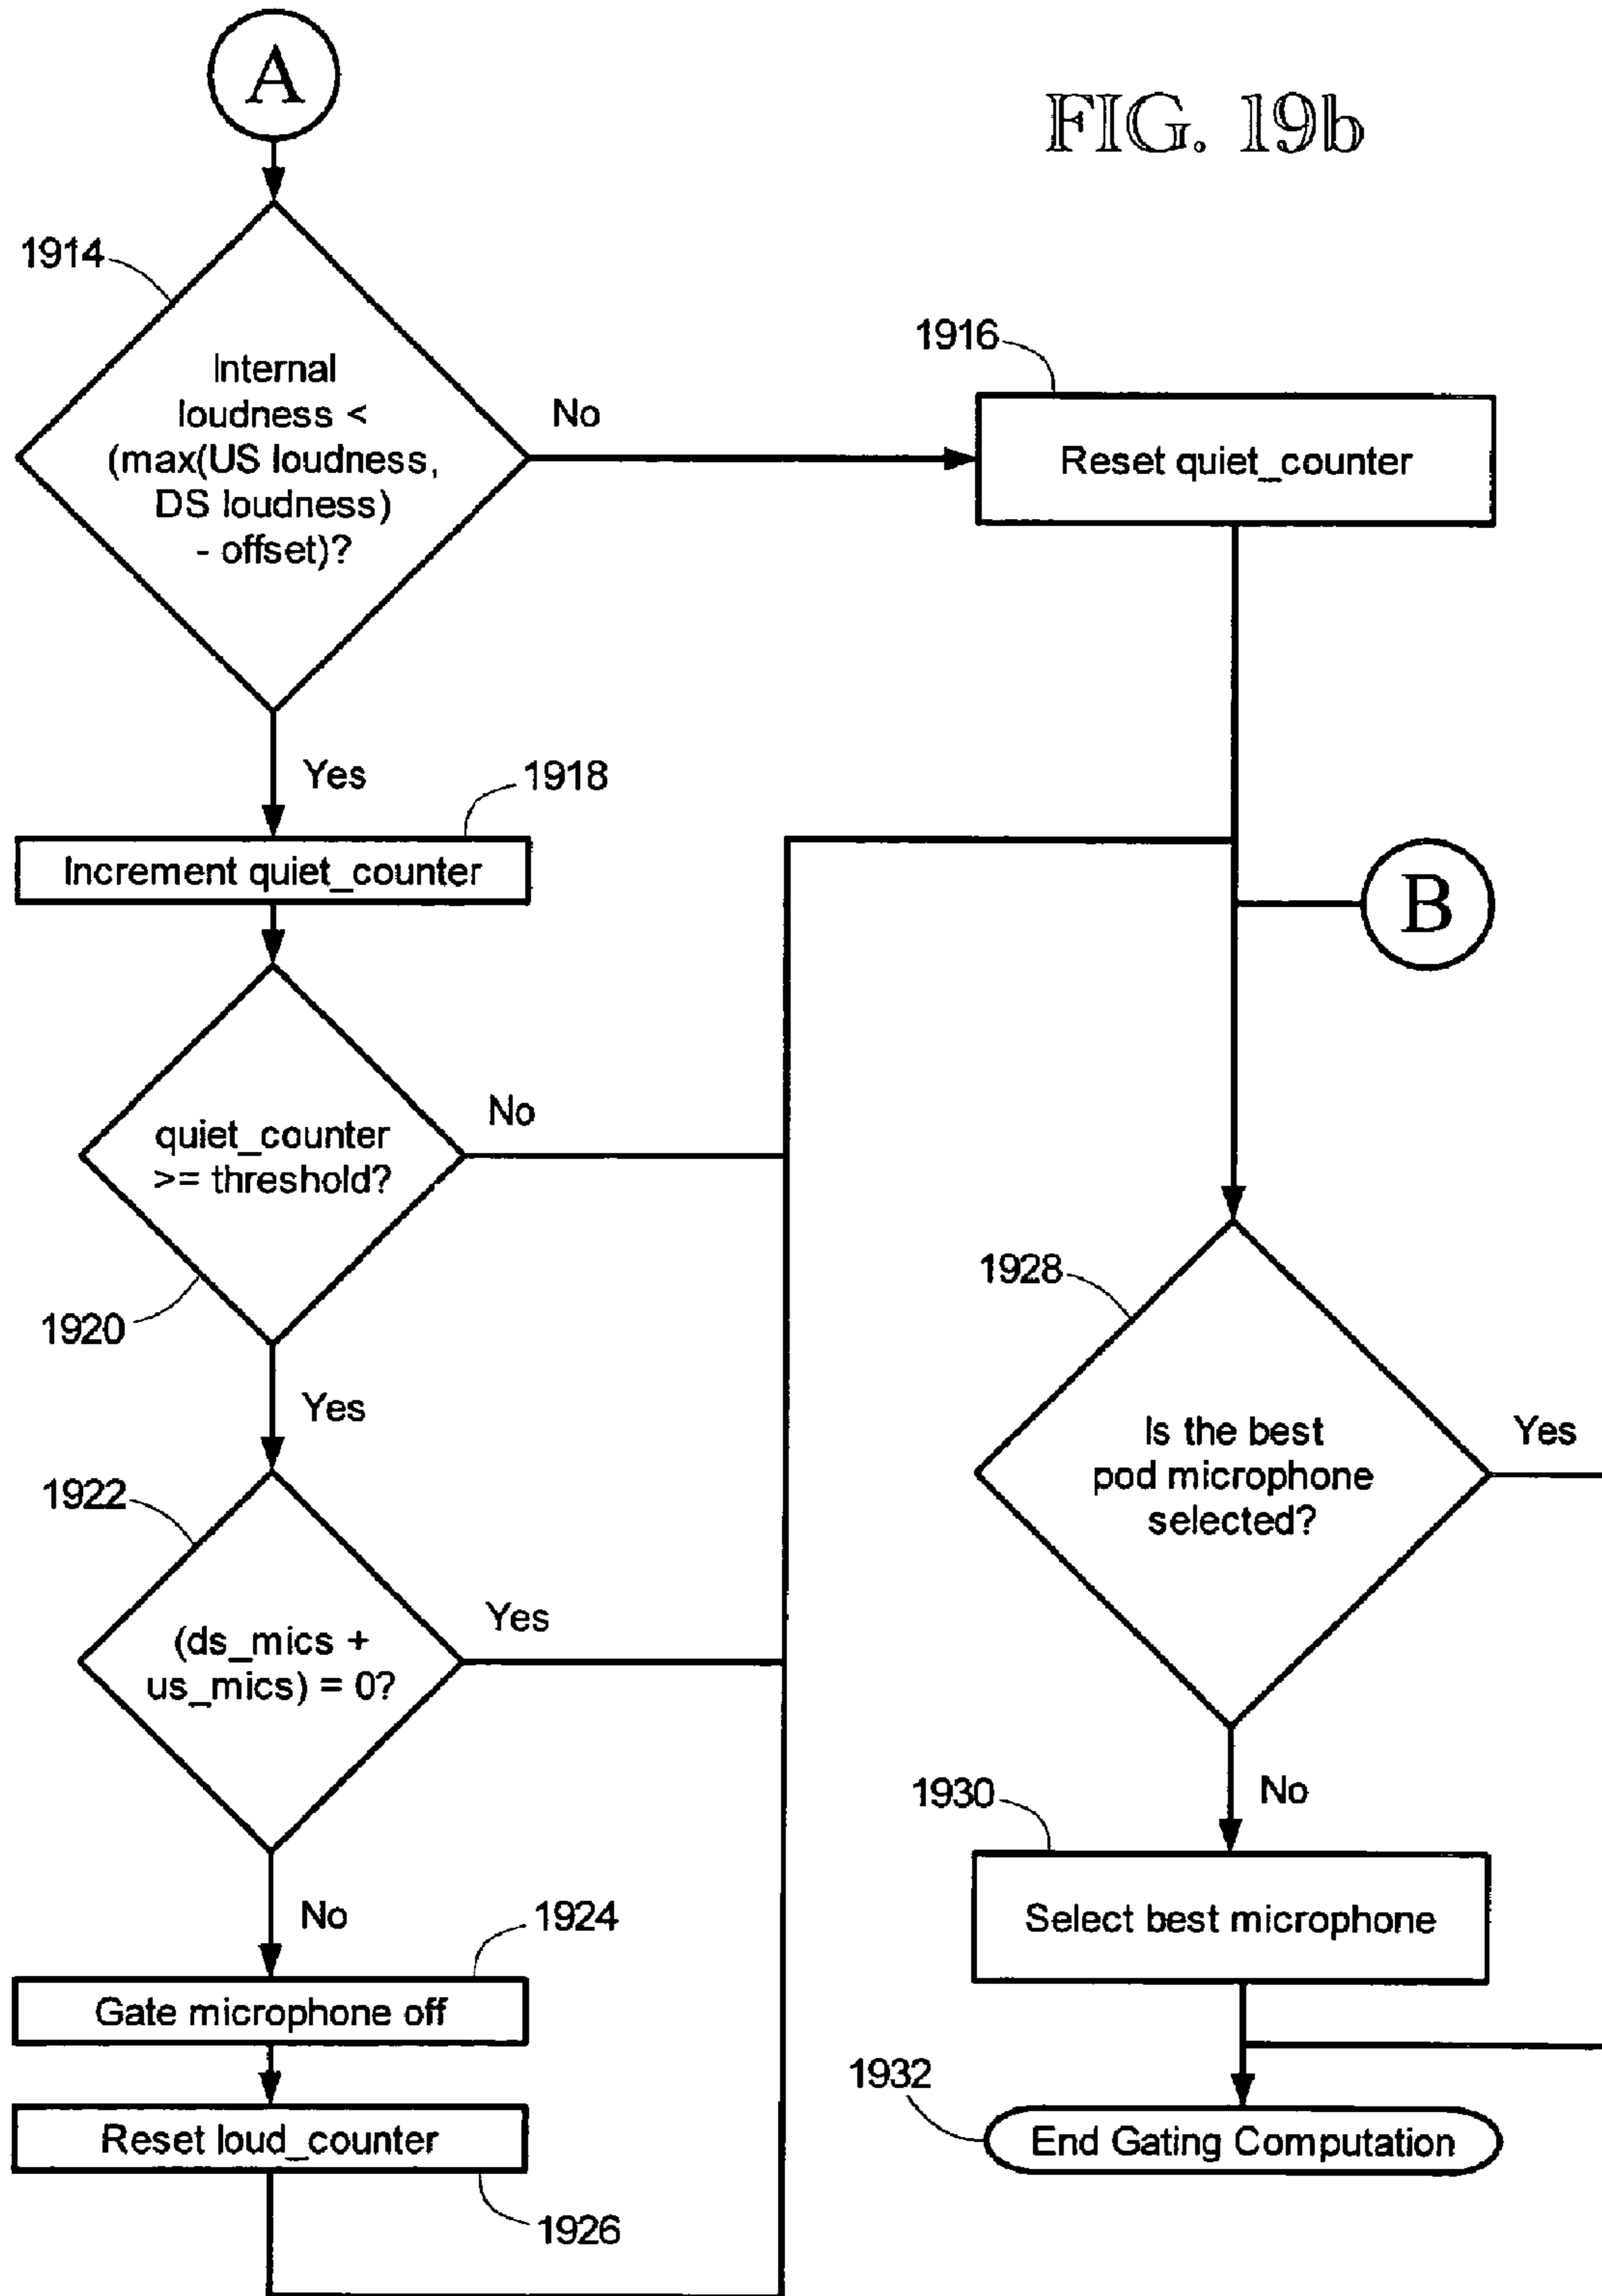 A
FIG. 19b
1914
Internal
loudness <
(max(US loudness,
DS loudness)
- offset)?
No
1916
Reset quiet_counter
Yes
1918
Increment quiet_counter
B
quiet_counter
>= threshold?
No
1920
Yes
1922
(ds_mics +
us_mics) = 0?
Yes
No
1924
Gate microphone off
Reset loud_counter
1926
1928
Is the best
pod microphone
selected?
Yes
No
1930
Select best microphone
1932
End Gating Computation